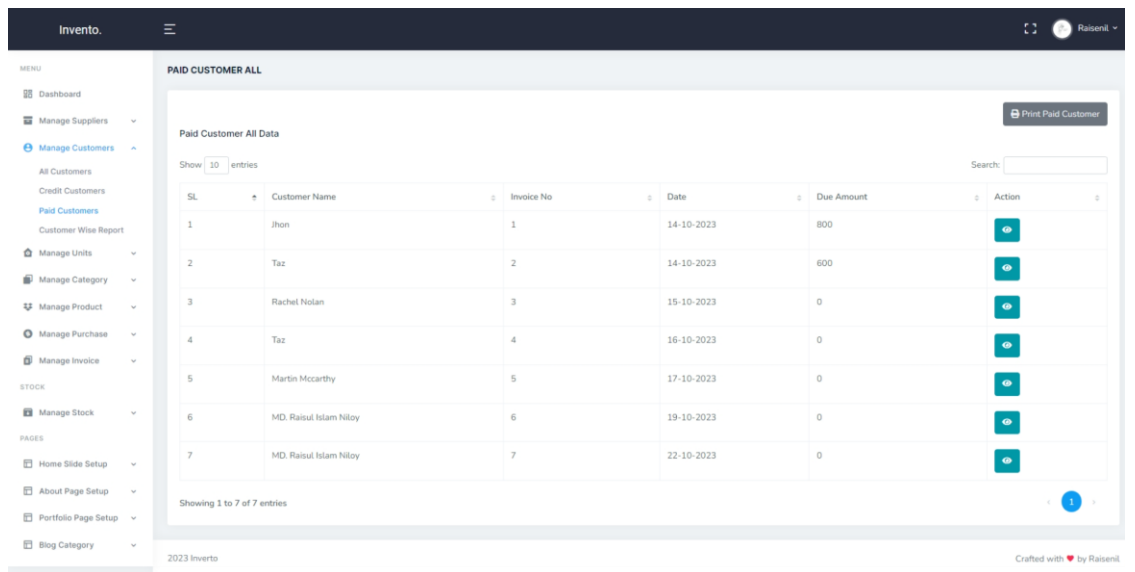 Invento.
Raisenil
MENU
Dashboard
Manage Suppliers
Manage Customers
All Customers
Credit Customers
Paid Customers
Customer Wise Report
Manage Units
Manage Category
Manage Product
Manage Purchase
Manage Invoice
STOCK
Manage Stock
PAGES
Home Slide Setup
About Page Setup
Portfolio Page Setup
Blog Category
PAID CUSTOMER ALL
Print Paid Customer
Paid Customer All Data
Show 10 entries
Search:
SL Customer Name Invoice No Date Due Amount Action
1 Jhon 1 14-10-2023 800
2 Taz 2 14-10-2023 600
3 Rachel Nolan 3 15-10-2023 0
4 Taz 4 16-10-2023 0
5 Martin Mccarthy 5 17-10-2023 0
6 MD. Raisul Islam Niloy 6 19-10-2023 0
7 MD. Raisul Islam Niloy 7 22-10-2023 0
Showing 1 to 7 of 7 entries
1
2023 Inverto
Crafted with ♥ by Raisenil